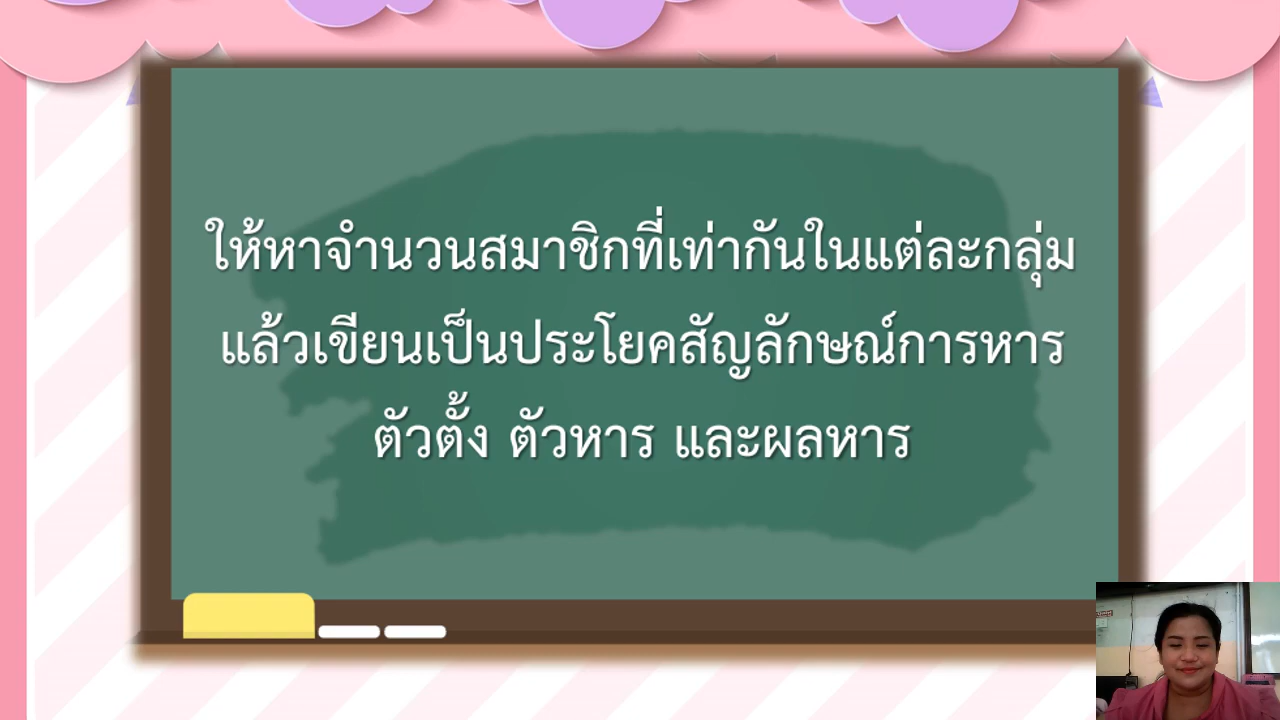 ให้หาจำนวนสมาชิกที่เท่ากันในแต่ละกลุ่ม
แล้วเขียนเป็นประโยคสัญลักษณ์การหาร
ตัวตั้ง ตัวหาร และผลหาร